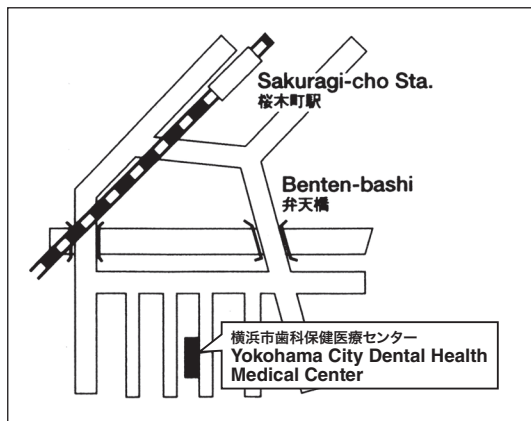 Sakuragi-cho Sta.
桜木町駅
Benten-bashi
弁天橋
横浜市歯科保健医療センター
Yokohama City Dental Health
Medical Center